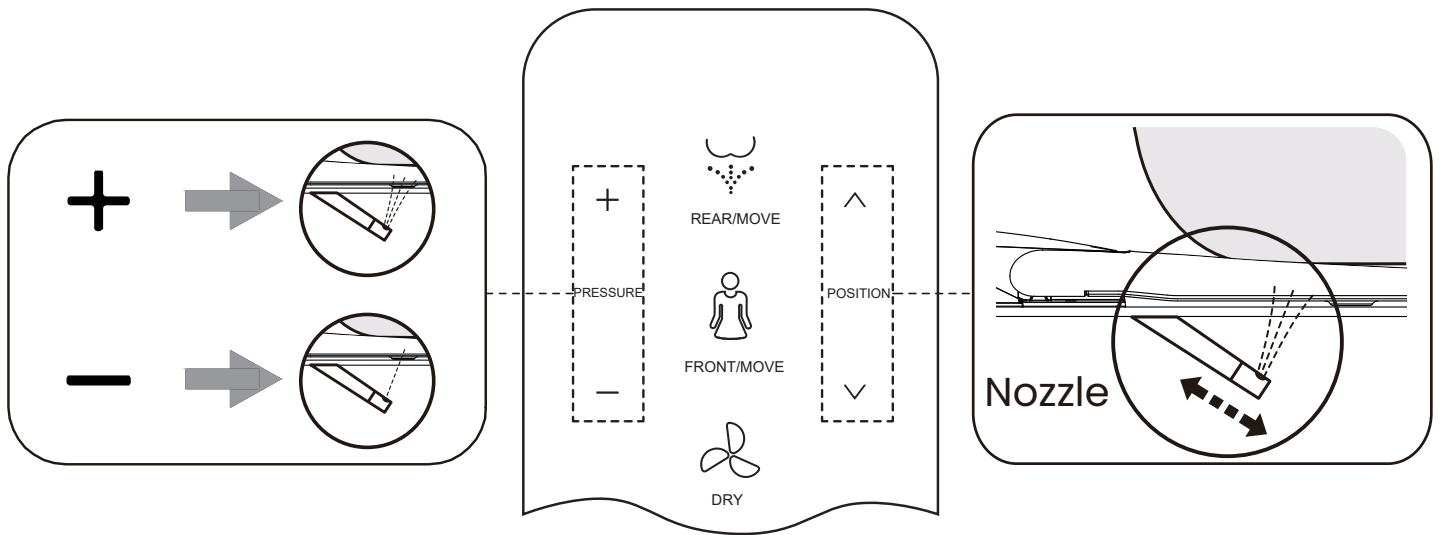 REAR/MOVE
PRESSURE
POSITION
FRONT/MOVE
Nozzle
DRY